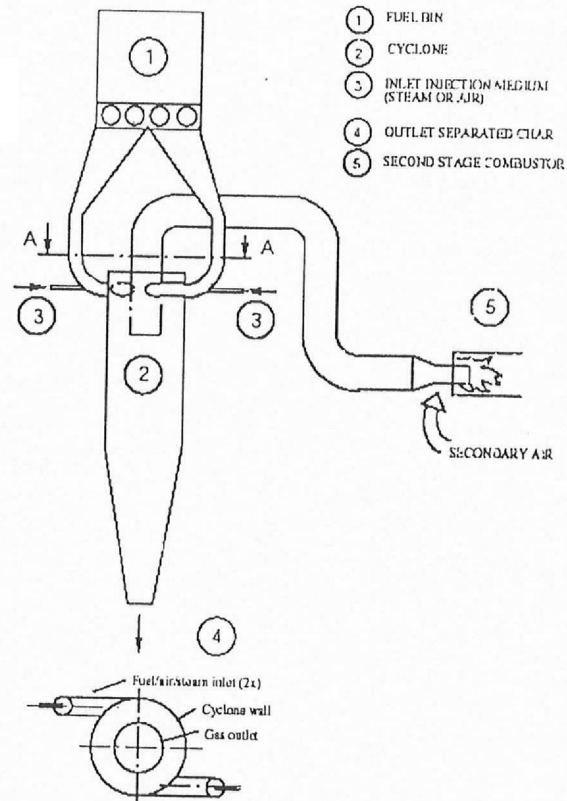 1 FUEL BIN
2 CYCLONE
3 INLET INJECTION MEDIUM
(STEAM OR AIR)
4 OUTLET SEPARATED CHAR
5 SECOND STAGE COMBUSTOR
1
A A
3 3
2
5
SECONDARY AIR
4
Fuel/air/steam inlet (2x)
Cyclone wall
Gas outlet